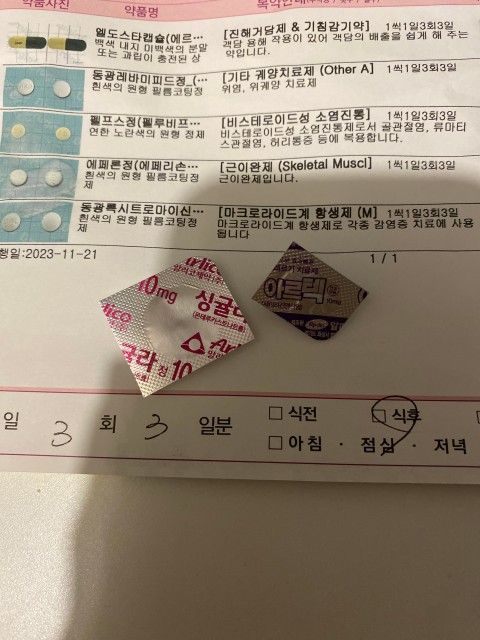 약품사진 약품명
엘도스타캡슐(에르… [진해거담제 & 기침감기약] 1씩1일3회3일
백색 내지 미백색의 분말 또는 과립이 충전된 상 객담 용해 작용이 있어 객담의 배출을 쉽게 해 주는 약입니다.
동광레바미피드정_(… [기타 궤양치료제 (Other A] 1씩1일3회3일
흰색의 원형 필름코팅정 위염, 위궤양 치료제
펠프스정(펠루비프… [비스테로이드성 소염진통] 1씩1일3회3일
연한 노란색의 원형 정제 비스테로이드성 소염진통제로서 골관절염, 류마티스관절염, 허리통증 등에 복용합니다.
에페론정(에페리손… [근이완제 (Skeletal Muscl] 1씩1일3회3일
흰색의 원형 필름코팅정제 근이완제입니다.
동광록시트로마이신… [마크로라이드계 항생제 (M] 1씩1일3회3일
흰색의 원형 필름코팅정제 마크로라이드계 항생제로 각종 감염증 치료에 사용됩니다
행일:2023-11-21 1 / 1
10mg
싱귤라
귤라 정 10
아르렉
10mg
일 3 회 3 일분 □ 식전 □ 식후
□ 아침 · 점심 · 저녁